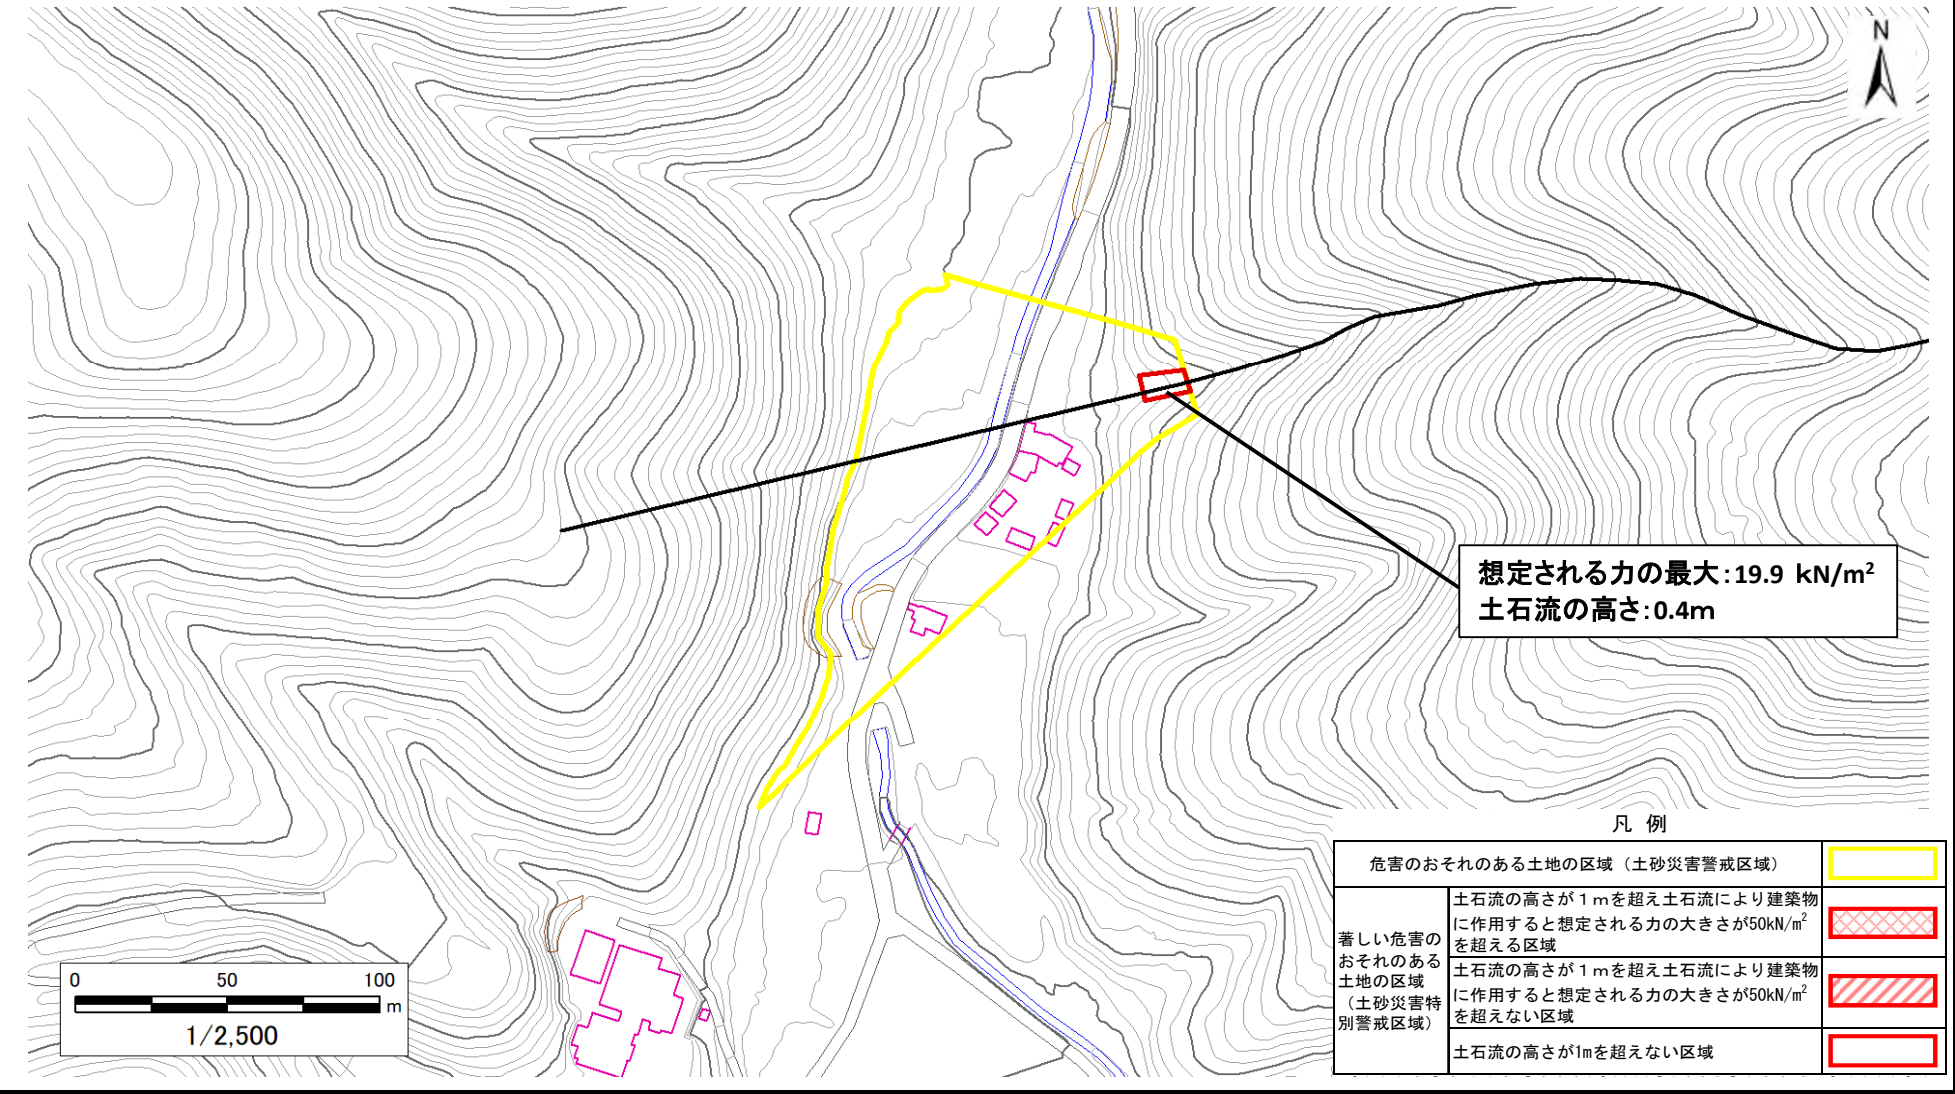 N
想定される力の最大：19.9 kN/m²
土石流の高さ：0.4m
凡 例
危害のおそれのある土地の区域（土砂災害警戒区域）
著しい危害の
おそれのある
土地の区域
（土砂災害特
別警戒区域）
土石流の高さが１ｍを超え土石流により建築物
に作用すると想定される力の大きさが50kN/m²
を超える区域
土石流の高さが１ｍを超え土石流により建築物
に作用すると想定される力の大きさが50kN/m²
を超えない区域
土石流の高さが1mを超えない区域
0 50 100
m
1/2,500